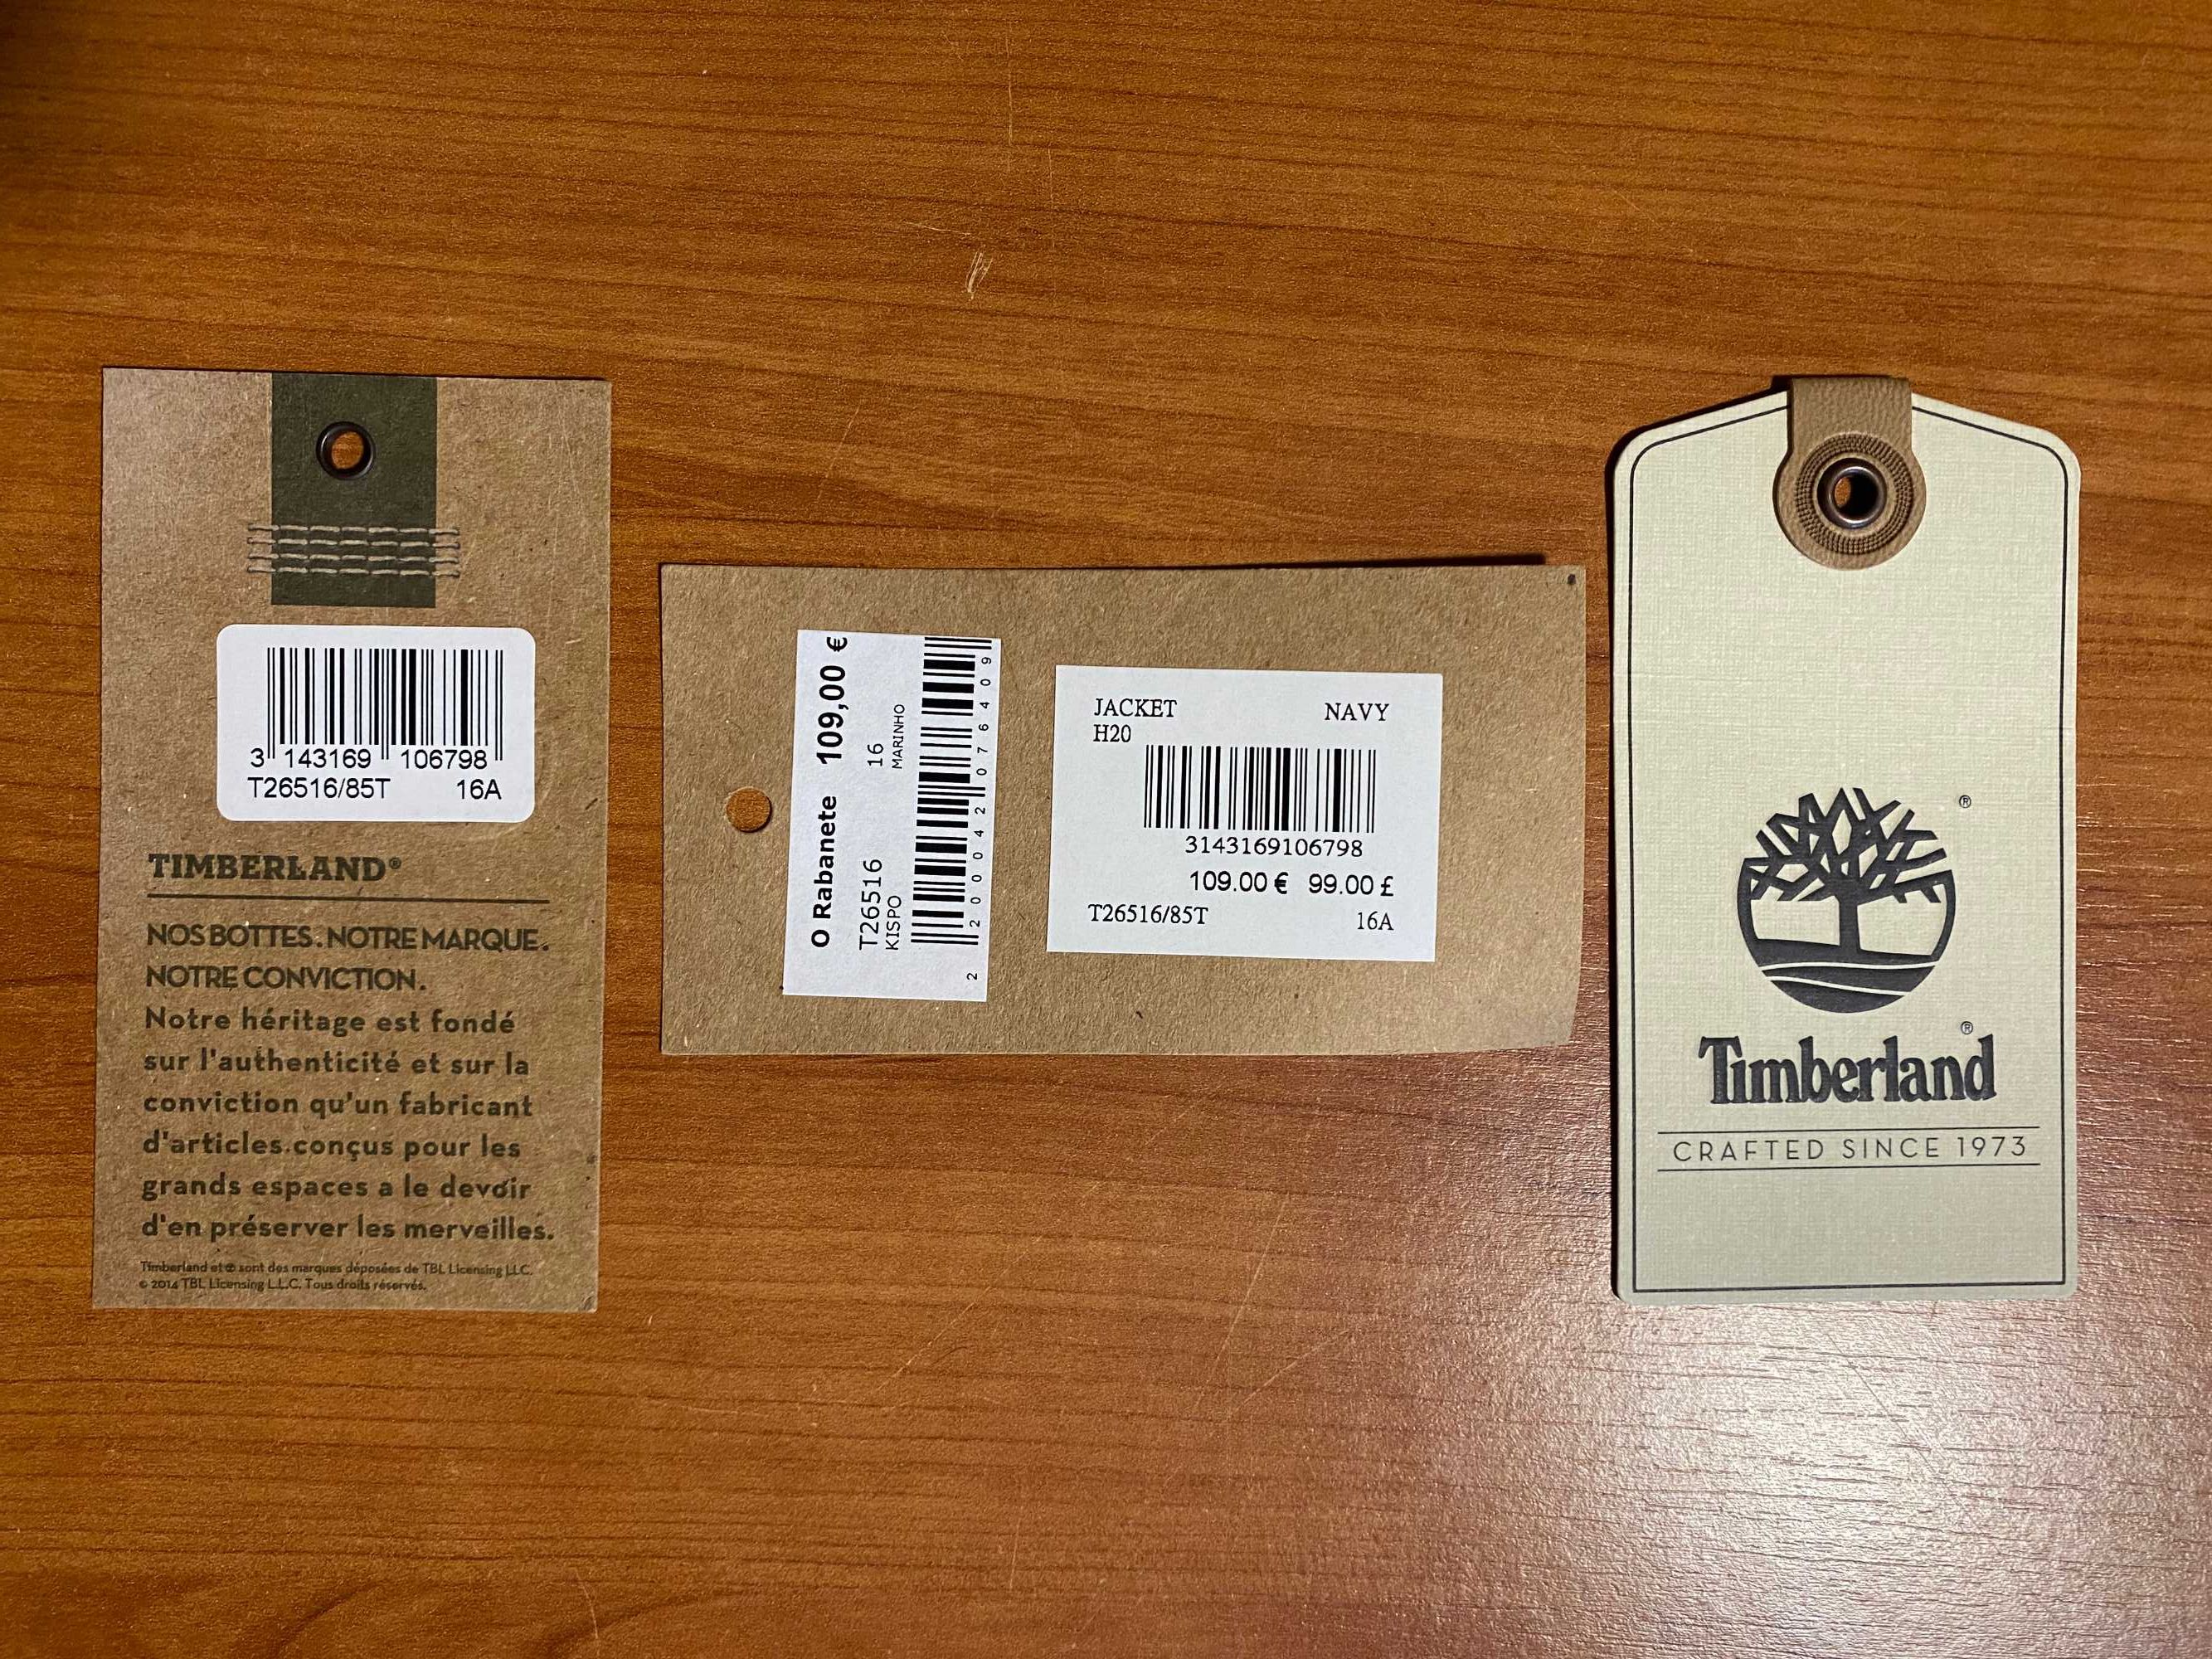 3 143169 106798
T26516/85T 16A
TIMBERLAND®
NOS BOTTES. NOTRE MARQUE.
NOTRE CONVICTION.
Notre héritage est fondé
sur l'authenticité et sur la
conviction qu'un fabricant
d'articles conçus pour les
grands espaces a le devoir
d'en préserver les merveilles.
Timberland et ® sont des marques déposées de TBL Licensing LLC.
© 2014 TBL Licensing L.L.C. Tous droits réservés.
O Rabanete 109,00 €
T26516 16
KISPO MARINHO
2 200042 076409
JACKET NAVY
H20
3143169106798
109.00 € 99.00 £
T26516/85T 16A
®
Timberland®
CRAFTED SINCE 1973